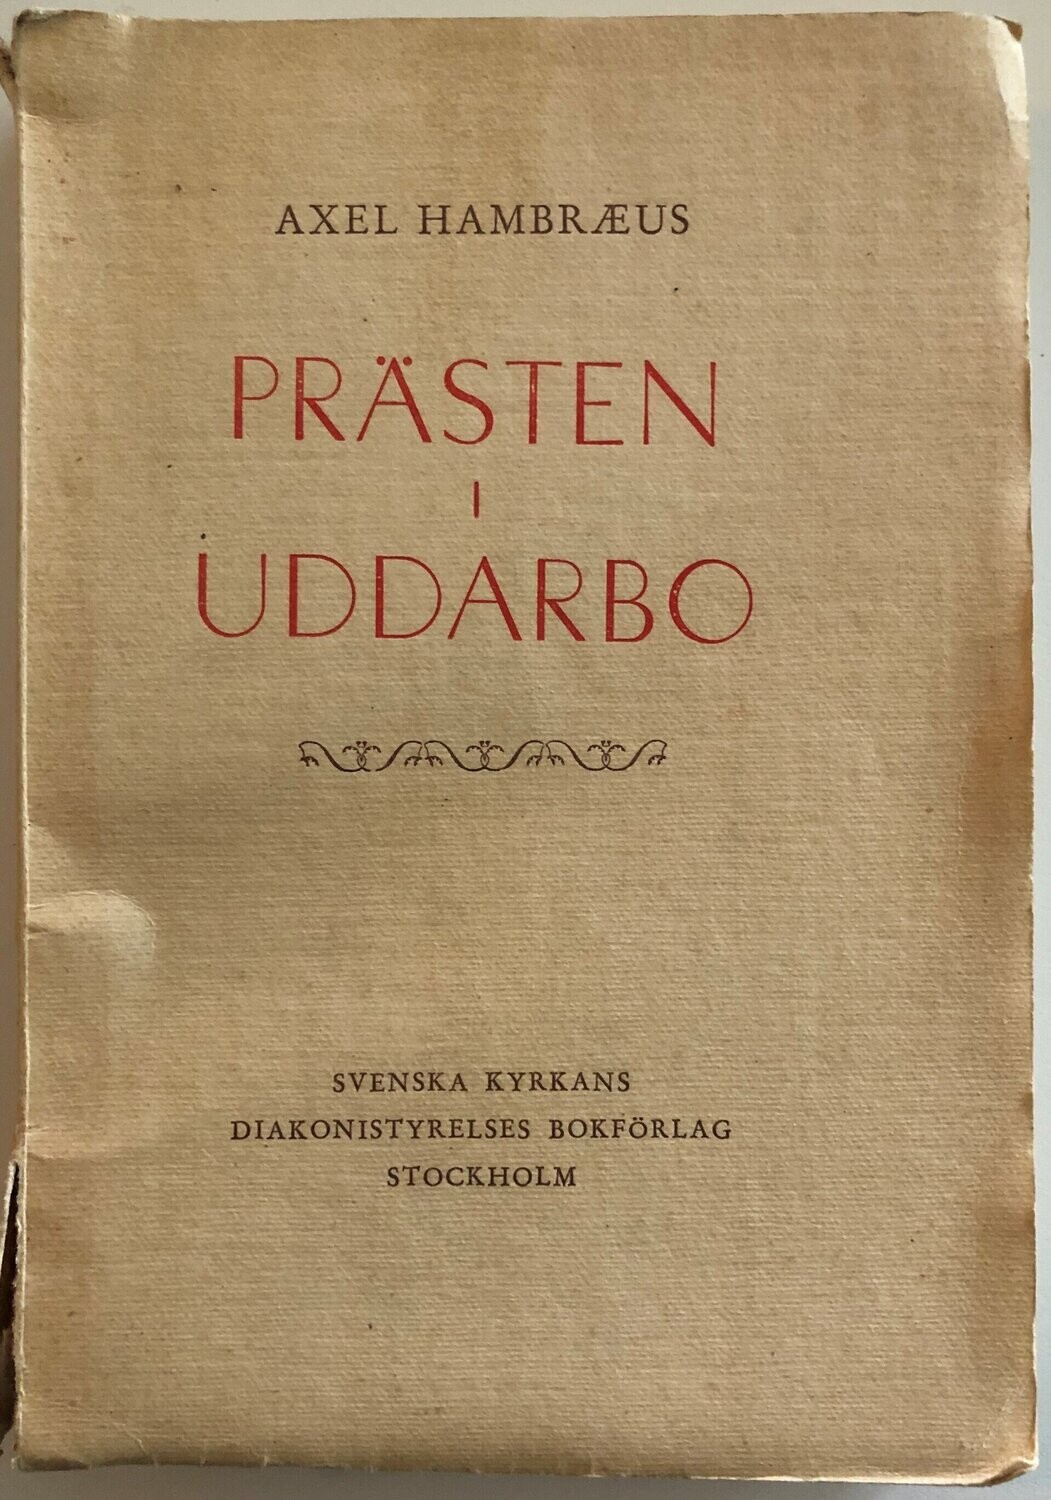 AXEL HAMBRÆUS
PRÄSTEN
I
UDDARBO
SVENSKA KYRKANS
DIAKONISTYRELSES BOKFÖRLAG
STOCKHOLM